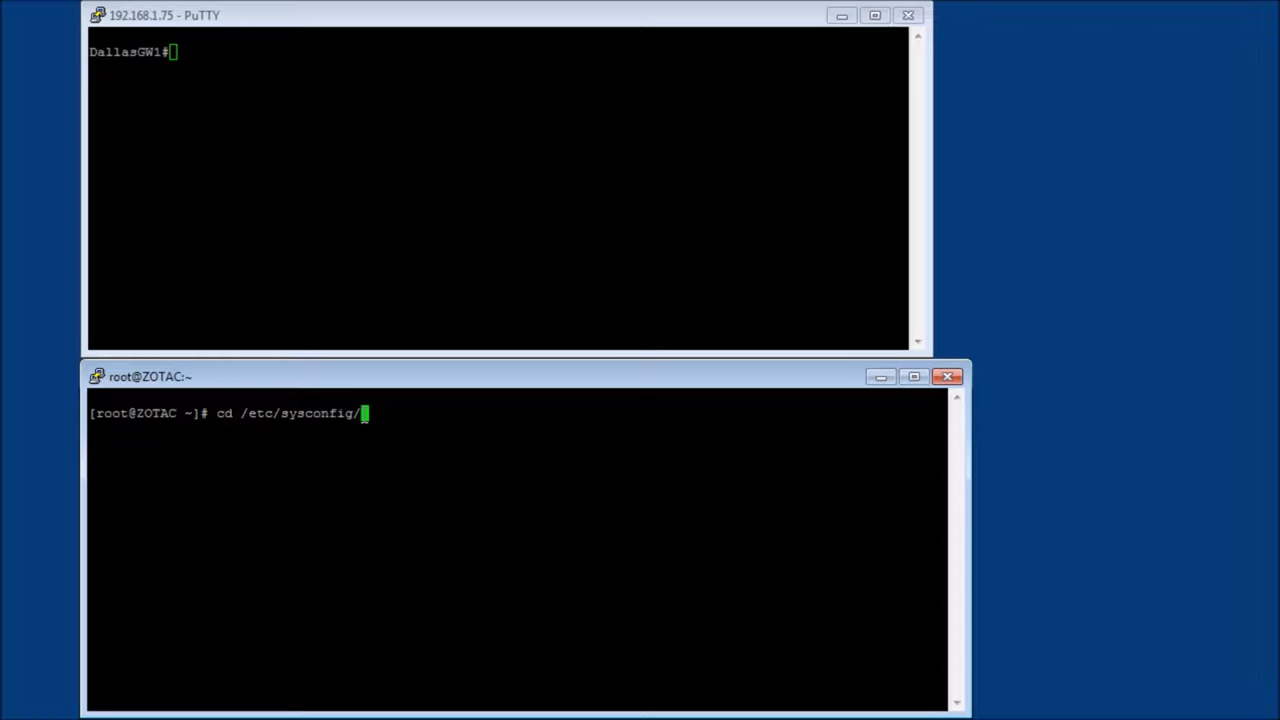 192.168.1.75 - PuTTY
DallasGW1#
root@ZOTAC:~
[root@ZOTAC ~]# cd /etc/sysconfig/